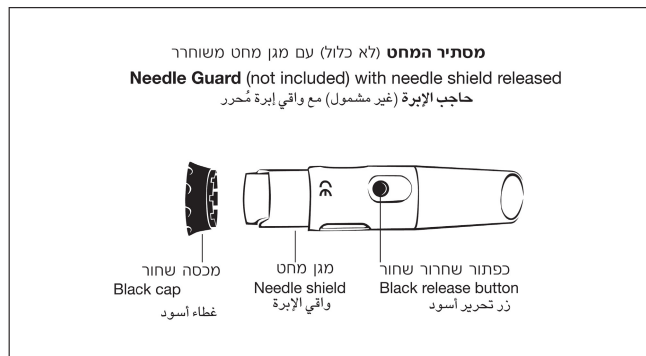 מסתיר המחט (לא כלול) עם מגן מחט משוחרר
Needle Guard (not included) with needle shield released
حاجب الإبرة (غير مشمول) مع واقي إبرة مُحرر
CE
מכסה שחור
Black cap
غطاء أسود
מגן מחט
Needle shield
واقي الإبرة
כפתור שחרור שחור
Black release button
زر تحرير أسود